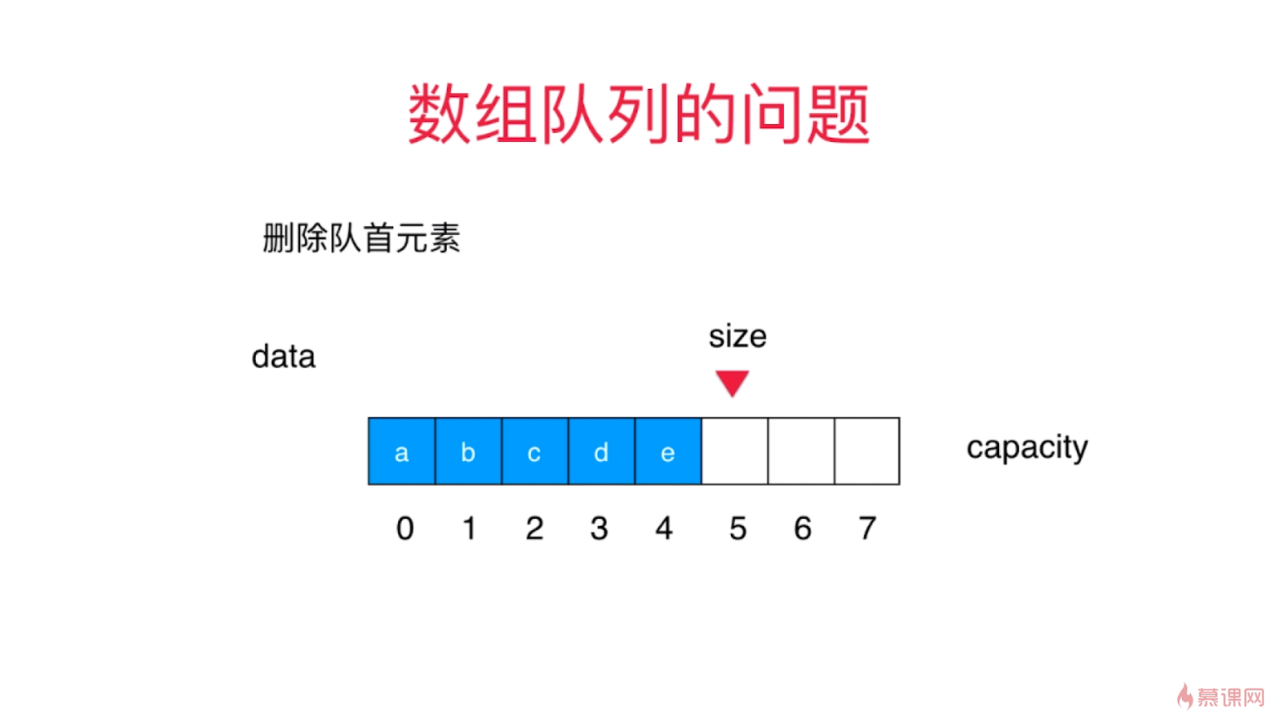 数组队列的问题
删除队首元素
size
data
a b c d e
capacity
0 1 2 3 4 5 6 7
慕课网